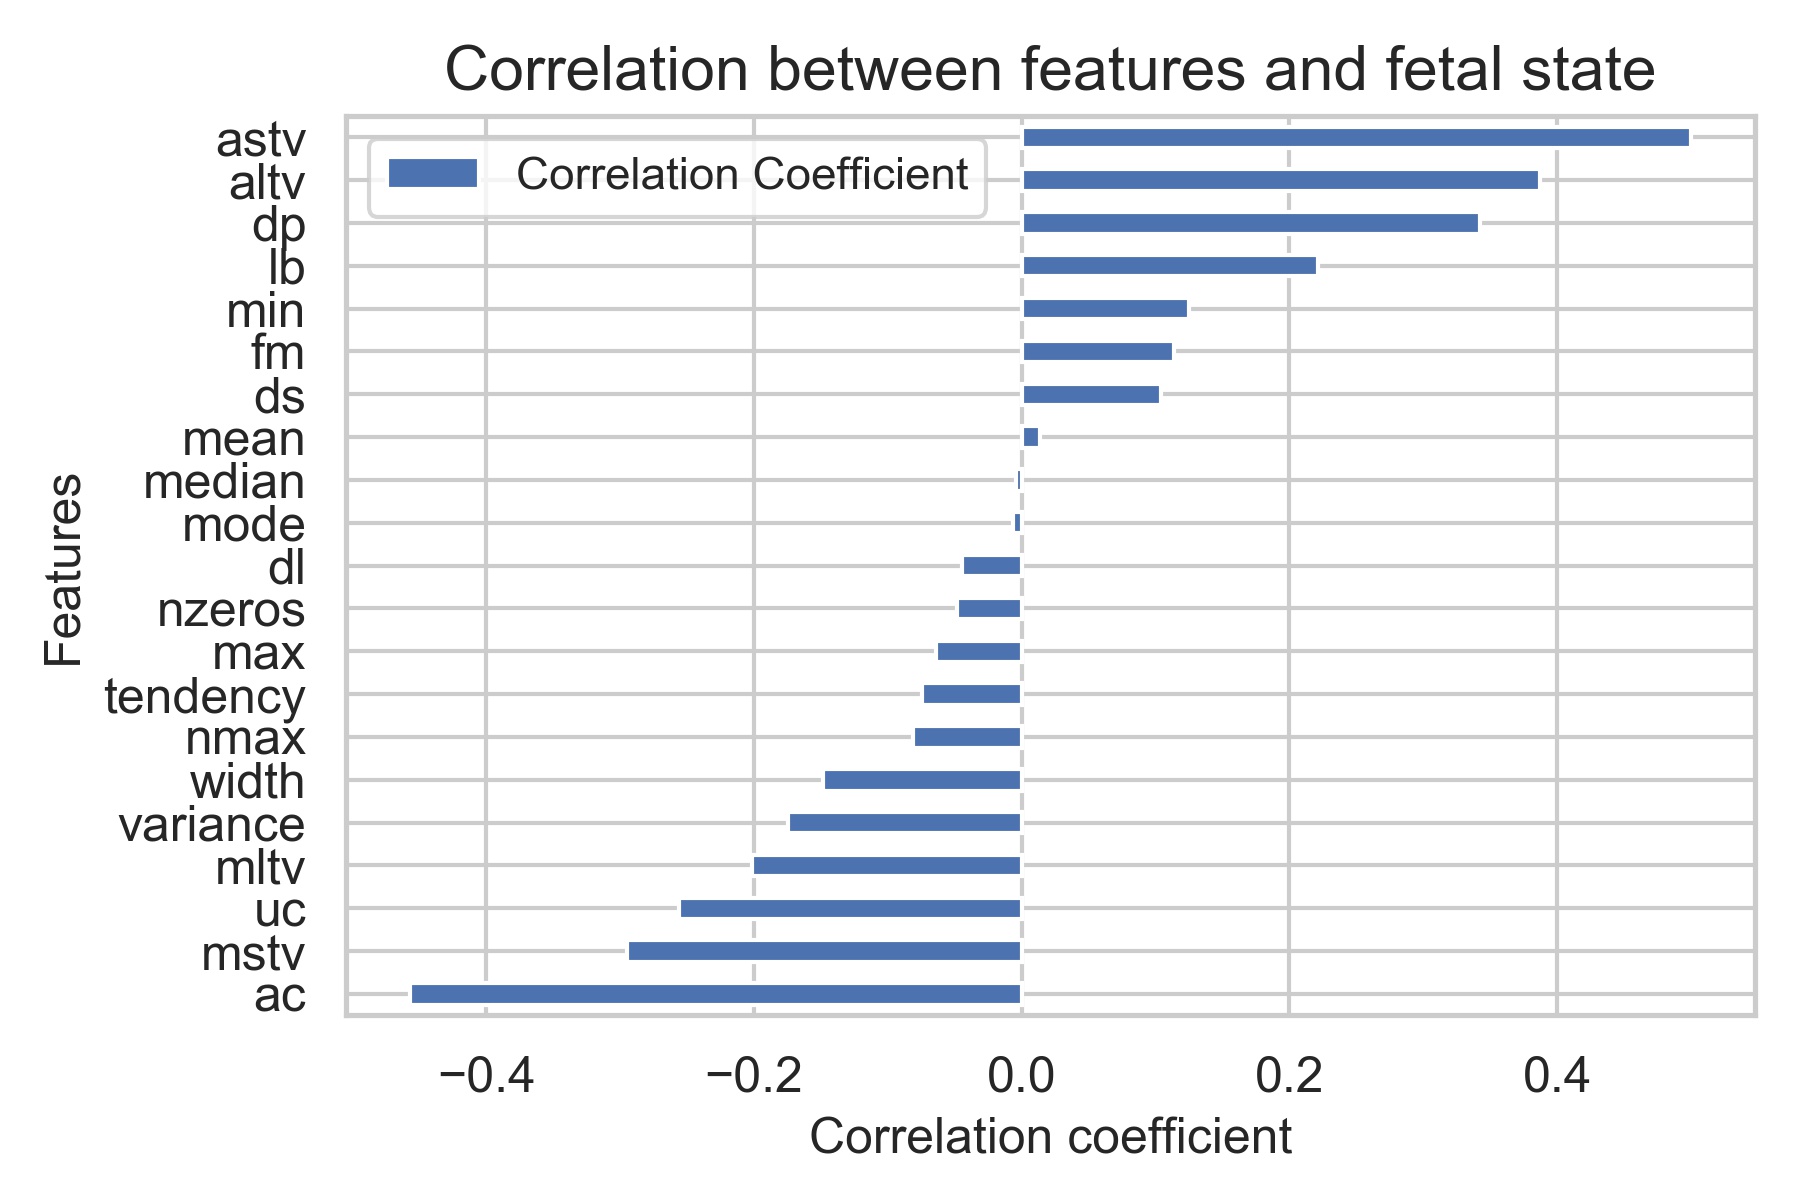 Correlation between features and fetal state
Correlation Coefficient
Features
astv
altv
dp
lb
min
fm
ds
mean
median
mode
dl
nzeros
max
tendency
nmax
width
variance
mltv
uc
mstv
ac
−0.4 −0.2 0.0 0.2 0.4
Correlation coefficient